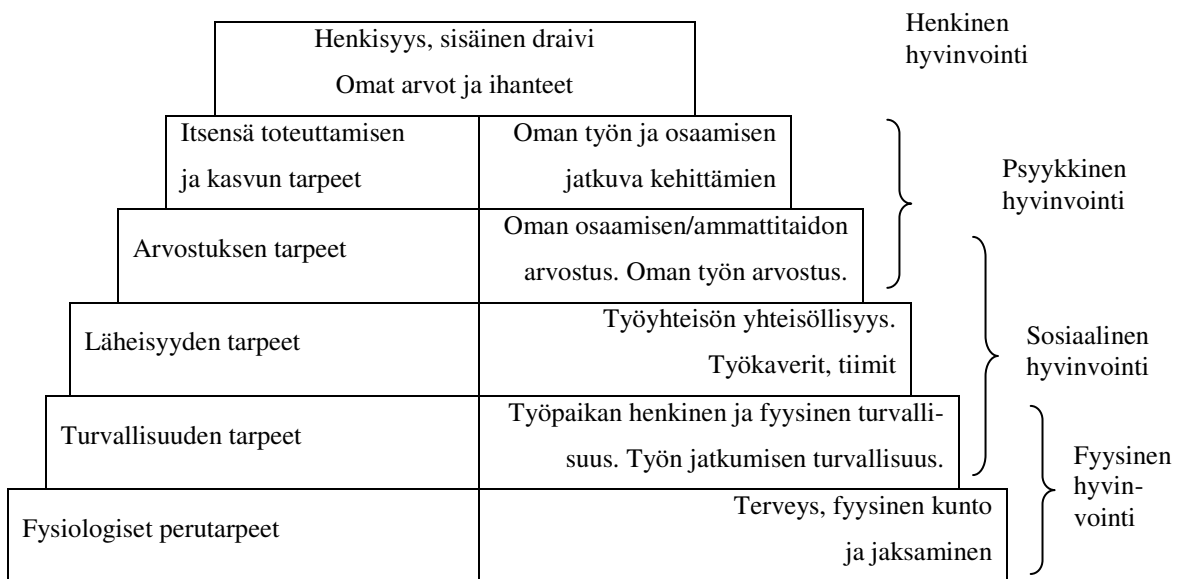 Henkisyys, sisäinen draivi
Omat arvot ja ihanteet
Henkinen
hyvinvointi
Itsensä toteuttamisen
ja kasvun tarpeet
Oman työn ja osaamisen
jatkuva kehittämien
Psyykkinen
hyvinvointi
Arvostuksen tarpeet
Oman osaamisen/ammattitaidon
arvostus. Oman työn arvostus.
Läheisyyden tarpeet
Työyhteisön yhteisöllisyys.
Työkaverit, tiimit
Sosiaalinen
hyvinvointi
Turvallisuuden tarpeet
Työpaikan henkinen ja fyysinen turvalli-
suus. Työn jatkumisen turvallisuus.
Fyysinen
hyvin-
vointi
Fysiologiset perutarpeet
Terveys, fyysinen kunto
ja jaksaminen